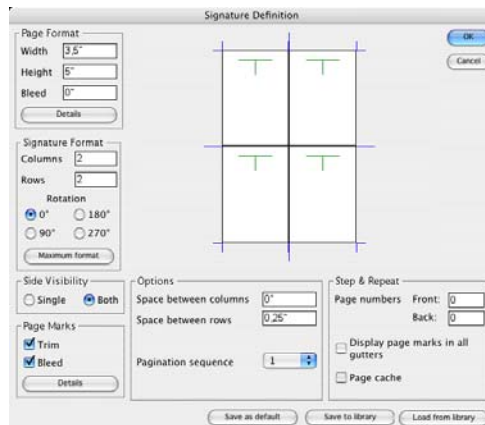 Signature Definition
Page Format
Width 3,5"
Height 5"
Bleed 0"
Details
Signature Format
Columns 2
Rows 2
Rotation
0° 180°
90° 270°
Maximum format
Side Visibility
Single Both
Page Marks
Trim
Bleed
Details
OK
Cancel
Options
Space between columns 0"
Space between rows 0,25"
Pagination sequence 1
Step & Repeat
Page numbers Front: 0
Back: 0
Display page marks in all
gutters
Page cache
Save as default Save to library Load from library